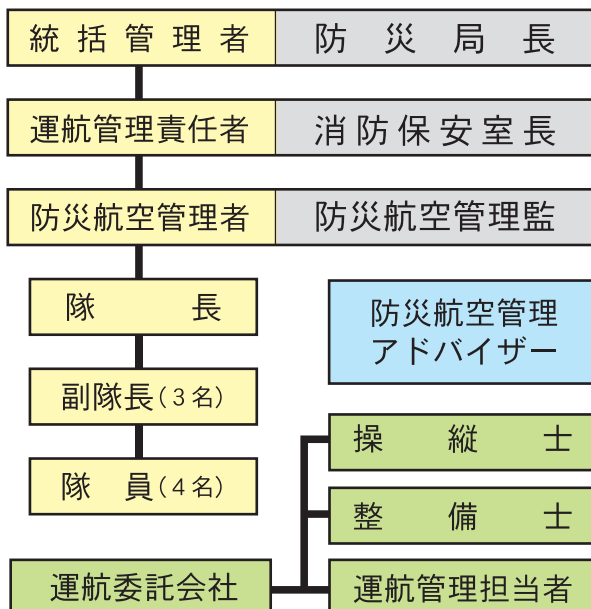 統括管理者 防災局長
運航管理責任者 消防保安室長
防災航空管理者 防災航空管理監
隊長
防災航空管理
アドバイザー
副隊長（3名）
隊員（4名）
操縦士
整備士
運航委託会社 運航管理担当者